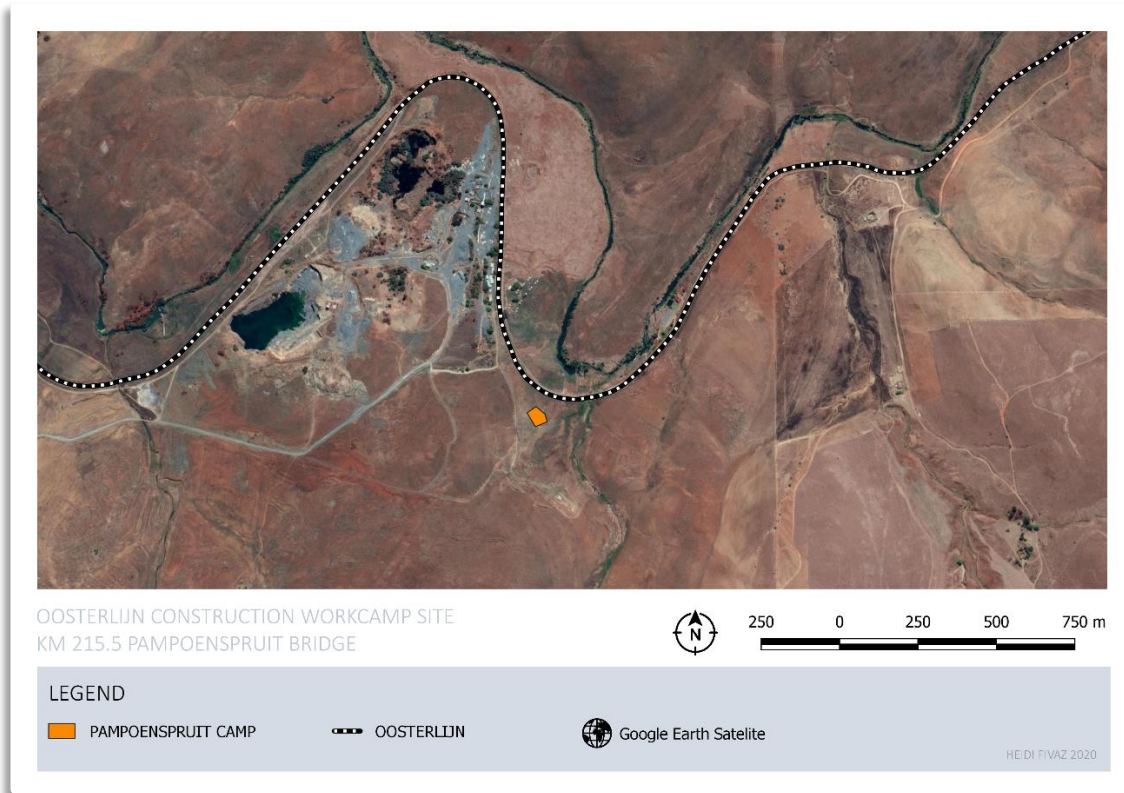 OOSTERLIJN CONSTRUCTION WORKCAMP SITE
KM 215.5 PAMPOENSPRUIT BRIDGE
N
250 0 250 500 750 m
LEGEND
PAMPOENSPRUIT CAMP
OOSTERLIJN
Google Earth Satelite
HEIDI FIVAZ 2020